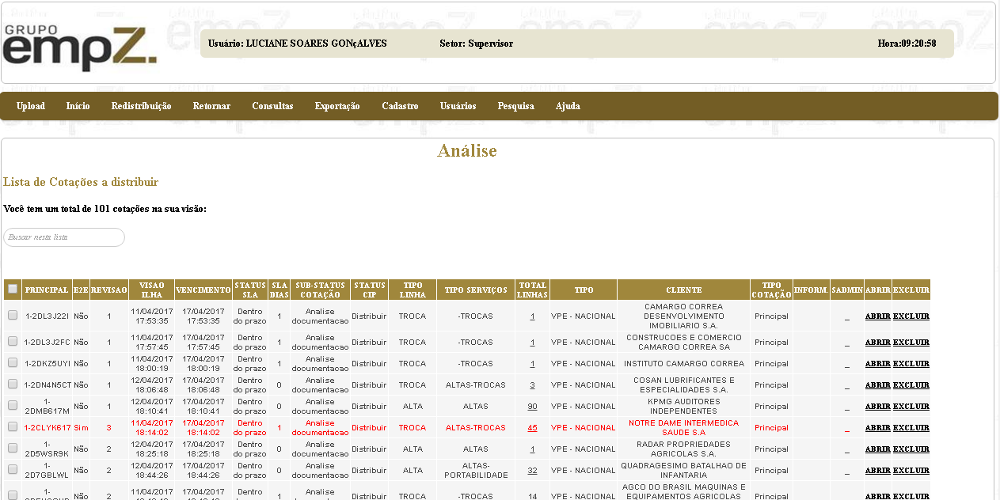 GRUPO
empZ.
Usuário: LUCIANE SOARES GONçALVES Setor: Supervisor Hora:09:20:58
Upload Início Redistribuição Retornar Consultas Exportação Cadastro Usuários Pesquisa Ajuda
Análise
Lista de Cotações a distribuir
Você tem um total de 101 cotações na sua visão:
Buscar nesta lista
PRINCIPAL E2E REVISAO VISAO ILHA VENCIMENTO STATUS SLA SLA DIAS SUB-STATUS COTAÇÃO STATUS CIP TIPO LINHA TIPO SERVIÇOS TOTAL LINHAS TIPO CLIENTE TIPO COTAÇÃO INFORM. SADMIN ABRIR EXCLUIR
1-2DL3J22I Não 1 11/04/2017 17:53:35 17/04/2017 17:53:35 Dentro do prazo 1 Analise documentacao Distribuir TROCA -TROCAS 1 VPE - NACIONAL CAMARGO CORREA DESENVOLVIMENTO IMOBILIARIO S.A. Principal _ ABRIR EXCLUIR
1-2DL3J2FC Não 1 11/04/2017 17:57:45 17/04/2017 17:57:45 Dentro do prazo 1 Analise documentacao Distribuir TROCA -TROCAS 1 VPE - NACIONAL CONSTRUCOES E COMERCIO CAMARGO CORREA SA Principal _ ABRIR EXCLUIR
1-2DKZ5UYI Não 1 11/04/2017 18:00:19 17/04/2017 18:00:19 Dentro do prazo 1 Analise documentacao Distribuir TROCA -TROCAS 1 VPE - NACIONAL INSTITUTO CAMARGO CORREA Principal _ ABRIR EXCLUIR
1-2DN4N5CT Não 1 12/04/2017 18:06:48 17/04/2017 18:06:48 Dentro do prazo 0 Analise documentacao Distribuir TROCA ALTAS-TROCAS 3 VPE - NACIONAL COSAN LUBRIFICANTES E ESPECIALIDADES S.A. Principal _ ABRIR EXCLUIR
1-2DMB617M Não 1 12/04/2017 18:10:41 17/04/2017 18:10:41 Dentro do prazo 0 Analise documentacao Distribuir ALTA ALTAS 90 VPE - NACIONAL KPMG AUDITORES INDEPENDENTES Principal _ ABRIR EXCLUIR
1-2CLYK617 Sim 3 11/04/2017 18:14:02 17/04/2017 18:14:02 Dentro do prazo 1 Analise documentacao Distribuir TROCA ALTAS-TROCAS 45 VPE - NACIONAL NOTRE DAME INTERMEDICA SAUDE S.A Principal _ ABRIR EXCLUIR
1-2D5WSR9K Não 2 12/04/2017 18:25:18 17/04/2017 18:25:18 Dentro do prazo 0 Analise documentacao Distribuir ALTA ALTAS 1 VPE - NACIONAL RADAR PROPRIEDADES AGRICOLAS S.A. Principal _ ABRIR EXCLUIR
1-2D7GBLWL Não 2 12/04/2017 18:44:26 17/04/2017 18:44:26 Dentro do prazo 0 Analise documentacao Distribuir ALTA ALTAS-PORTABILIDADE 32 VPE - NACIONAL QUADRAGESIMO BATALHAO DE INFANTARIA Principal _ ABRIR EXCLUIR
1- Não 2 11/04/2017 17/04/2017 Dentro do prazo 1 Analise documentacao Distribuir TROCA -TROCAS 14 VPE - NACIONAL AGCO DO BRASIL MAQUINAS E EQUIPAMENTOS AGRICOLAS Principal _ ABRIR EXCLUIR